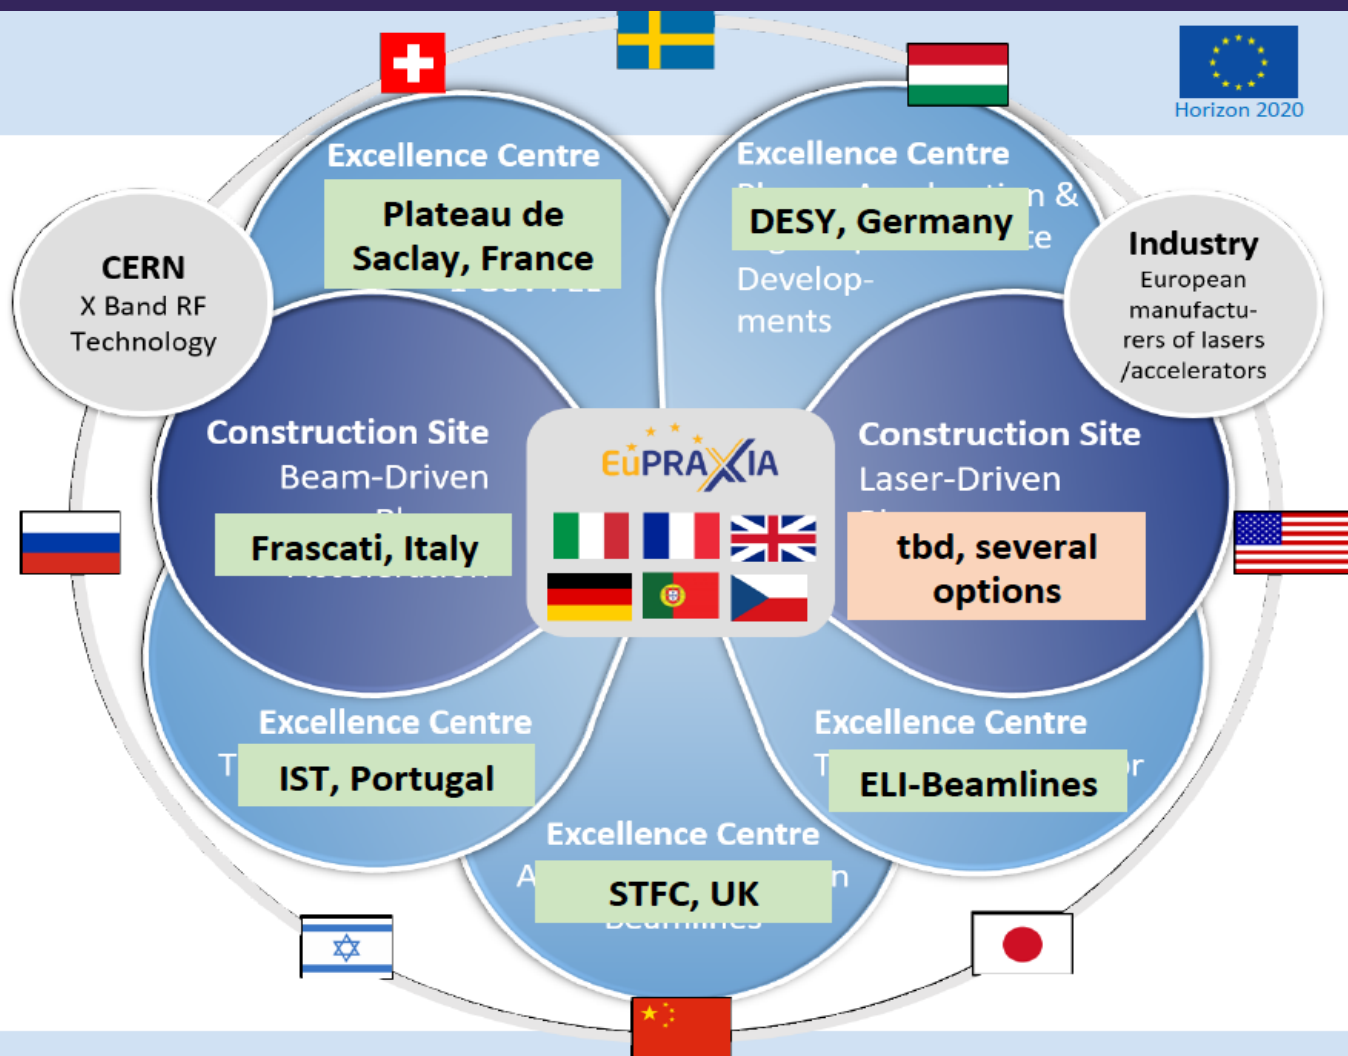 Horizon 2020
Excellence Centre
Plateau de
Saclay, France
Excellence Centre
n &
DESY, Germany
Develop-
ments
CERN
X Band RF
Technology
Industry
European
manufactu-
rers of lasers
/accelerators
Construction Site
Beam-Driven
Frascati, Italy
EuPRAXIA
Construction Site
Laser-Driven
tbd, several
options
Excellence Centre
IST, Portugal
Excellence Centre
ELI-Beamlines
Excellence Centre
STFC, UK